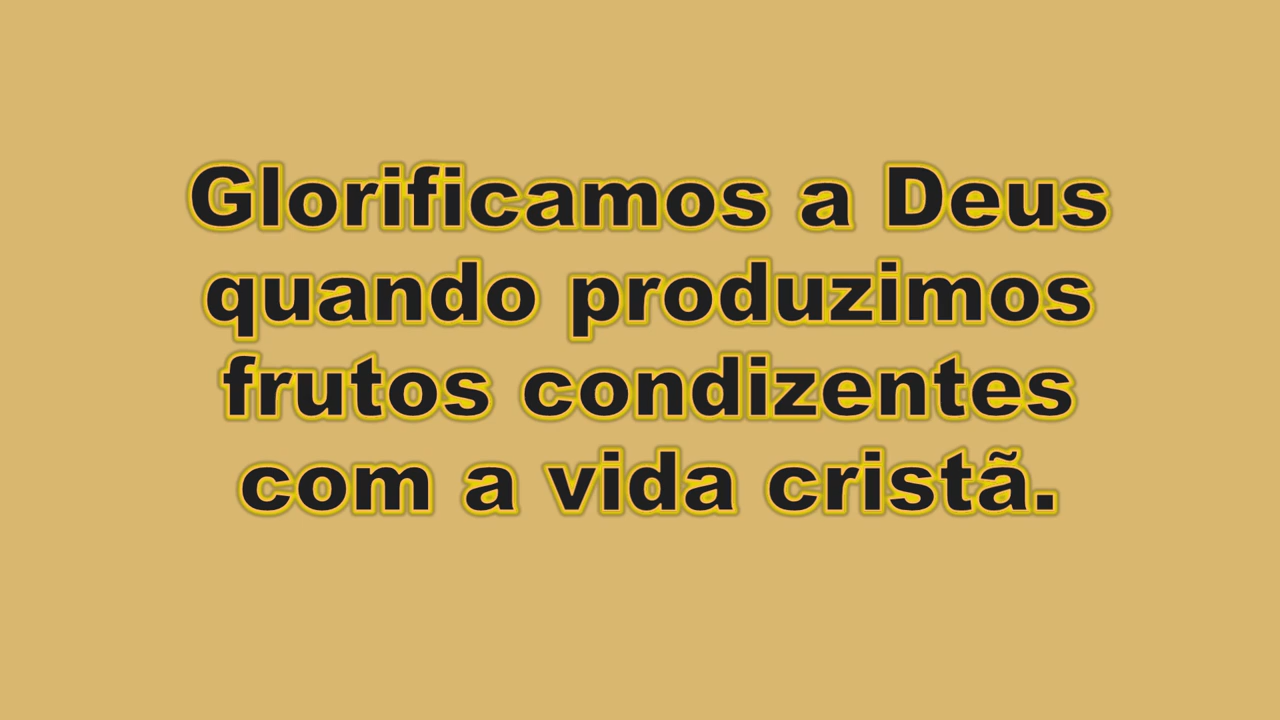 Glorificamos a Deus
quando produzimos
frutos condizentes
com a vida cristã.